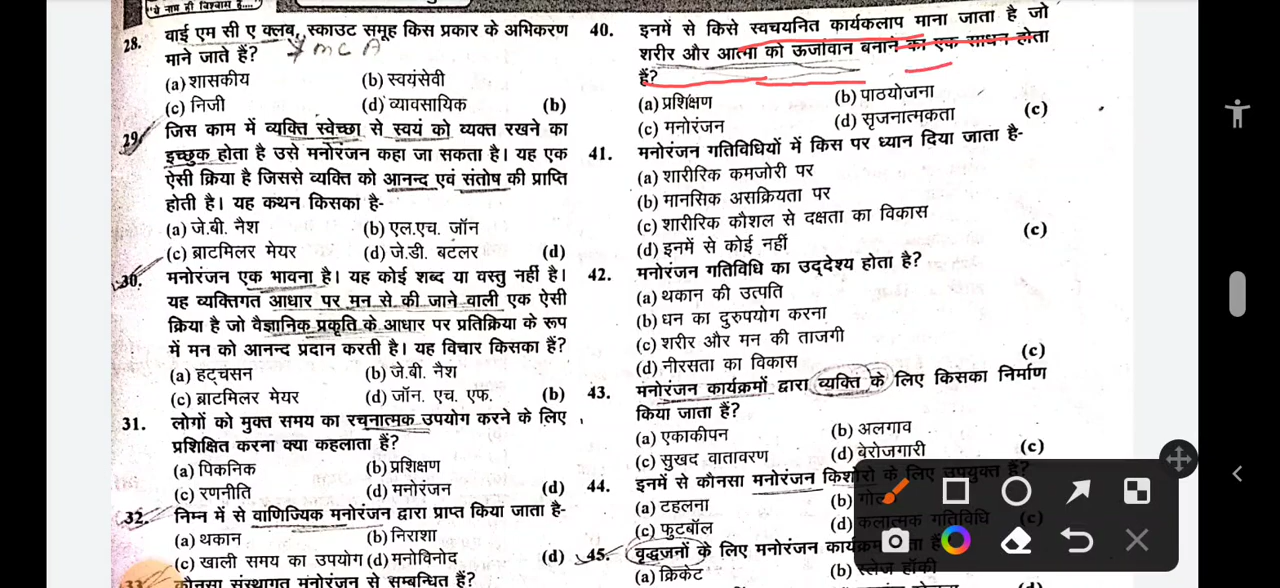 पे नाम ही विश्वास है....
28. वाई एम सी ए क्लब, स्काउट समूह किस प्रकार के अभिकरण
माने जाते हैं? YMCA
(a) शासकीय (b) स्वयंसेवी
(c) निजी (d) व्यावसायिक (b)
29. जिस काम में व्यक्ति स्वेच्छा से स्वयं को व्यक्त रखने का
इच्छुक होता है उसे मनोरंजन कहा जा सकता है। यह एक
ऐसी क्रिया है जिससे व्यक्ति को आनन्द एवं संतोष की प्राप्ति
होती है। यह कथन किसका है-
(a) जे.बी. नैश (b) एल.एच. जॉन
(c) ब्राटमिलर मेयर (d) जे.डी. बटलर (d)
30. मनोरंजन एक भावना है। यह कोई शब्द या वस्तु नहीं है।
यह व्यक्तिगत आधार पर मन से की जाने वाली एक ऐसी
क्रिया है जो वैज्ञानिक प्रकृति के आधार पर प्रतिक्रिया के रूप
में मन को आनन्द प्रदान करती है। यह विचार किसका हैं?
(a) हट्चसन (b) जे.बी. नैश
(c) ब्राटमिलर मेयर (d) जॉन. एच. एफ. (b)
31. लोगों को मुक्त समय का रचनात्मक उपयोग करने के लिए
प्रशिक्षित करना क्या कहलाता हैं?
(a) पिकनिक (b) प्रशिक्षण
(c) रणनीति (d) मनोरंजन (d)
32. निम्न में से वाणिज्यिक मनोरंजन द्वारा प्राप्त किया जाता है-
(a) थकान (b) निराशा
(c) खाली समय का उपयोग (d) मनोविनोद (d)
33. कौनसा संस्थागत मनोरंजन से सम्बन्धित हैं?
40. इनमें से किसे स्वचयनित कार्यकलाप माना जाता है जो
शरीर और आत्मा को ऊर्जावान बनाने का एक साधन होता
हैं?
(a) प्रशिक्षण (b) पाठयोजना
(c) मनोरंजन (d) सृजनात्मकता (c)
41. मनोरंजन गतिविधियों में किस पर ध्यान दिया जाता है-
(a) शारीरिक कमजोरी पर
(b) मानसिक असक्रियता पर
(c) शारीरिक कौशल से दक्षता का विकास
(d) इनमें से कोई नहीं (c)
42. मनोरंजन गतिविधि का उद्देश्य होता है?
(a) थकान की उत्पति
(b) धन का दुरुपयोग करना
(c) शरीर और मन की ताजगी
(d) नीरसता का विकास (c)
43. मनोरंजन कार्यक्रमों द्वारा व्यक्ति के लिए किसका निर्माण
किया जाता हैं?
(a) एकाकीपन (b) अलगाव
(c) सुखद वातावरण (d) बेरोजगारी (c)
44. इनमें से कौनसा मनोरंजन किशोरो के लिए उपयुक्त हैं?
(a) टहलना (b)
(c) फुटबॉल (d) कलात्मक गतिविधि (c)
45. वृद्धजनों के लिए मनोरंजन
(a) क्रिकेट (b) स्लेज हॉकी